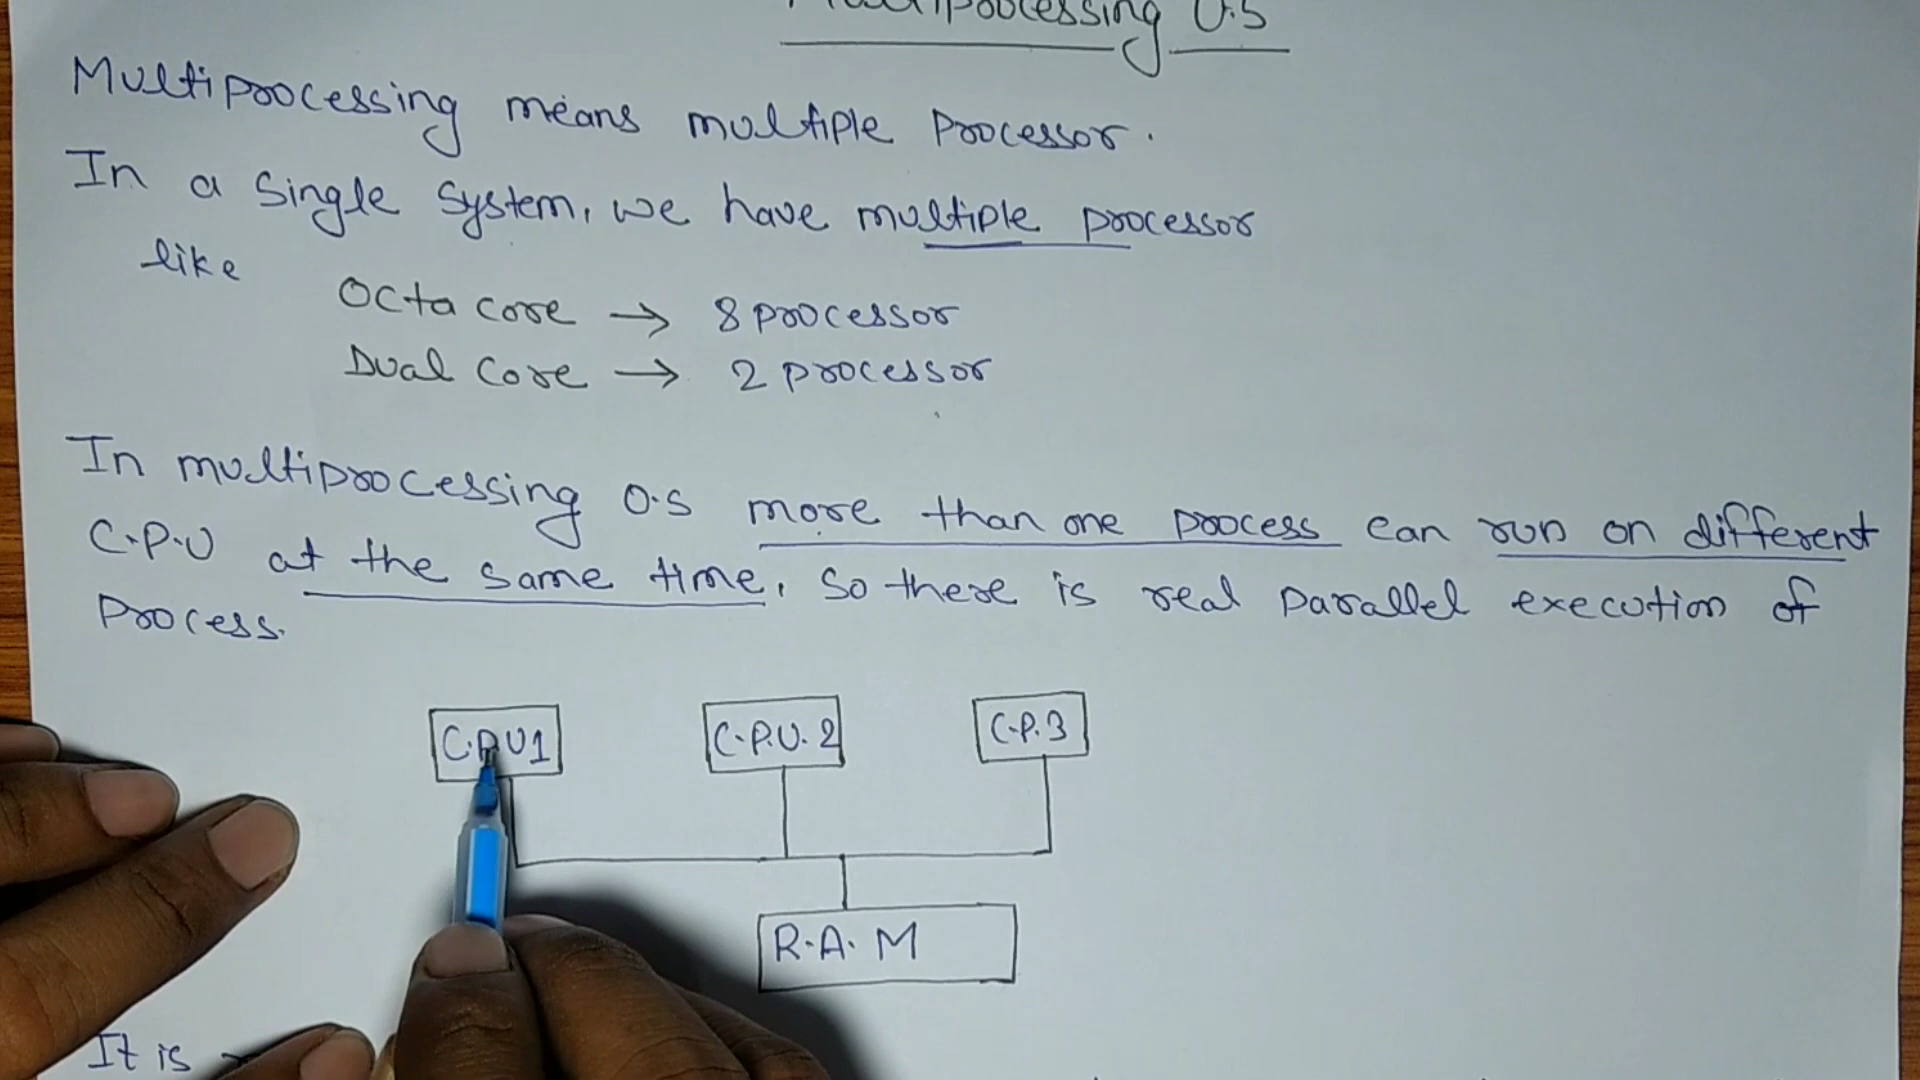 Multiprocessing O.S
Multiprocessing means multiple processor.
In a single system, we have multiple processor
like
Octa core → 8 processor
Dual Core → 2 processor
In multiprocessing O.S more than one process can run on different
C.P.U at the same time, So there is real parallel execution of
Process.
C.P.U1 C.P.U.2 C.P.3
R.A.M
It is